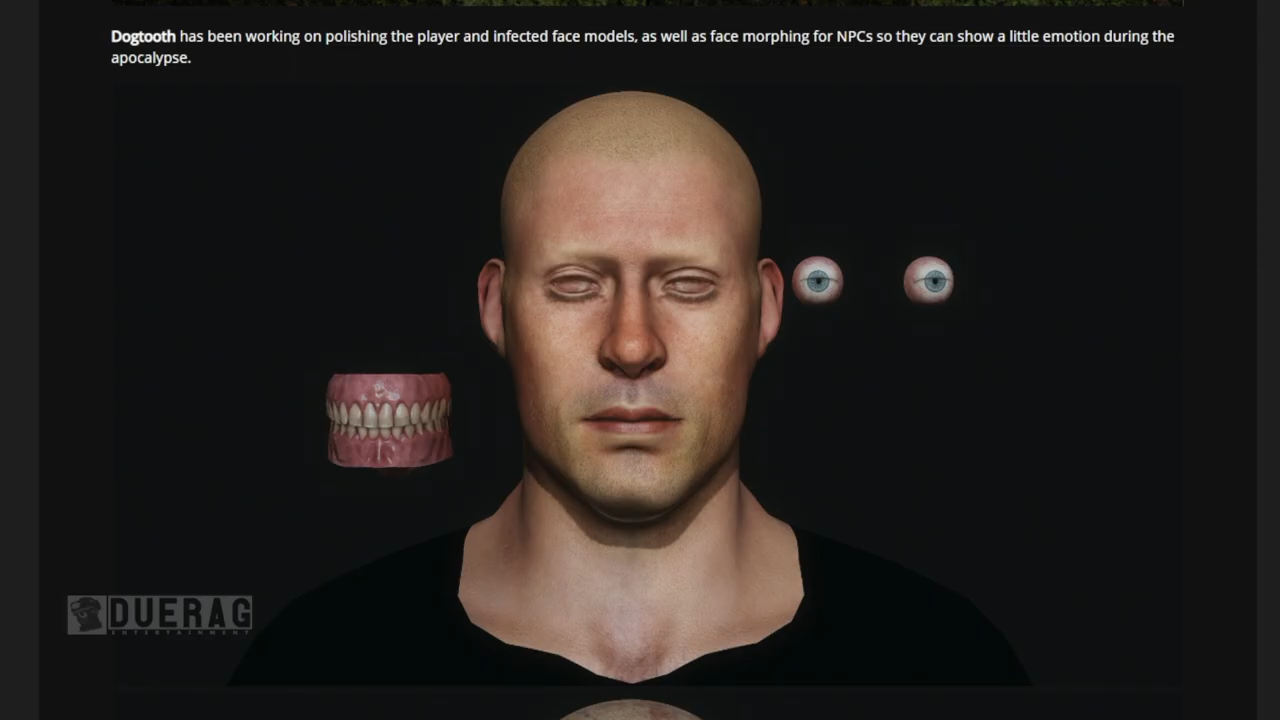 Dogtooth has been working on polishing the player and infected face models, as well as face morphing for NPCs so they can show a little emotion during the
apocalypse.
DUERAG
ENTERTAINMENT